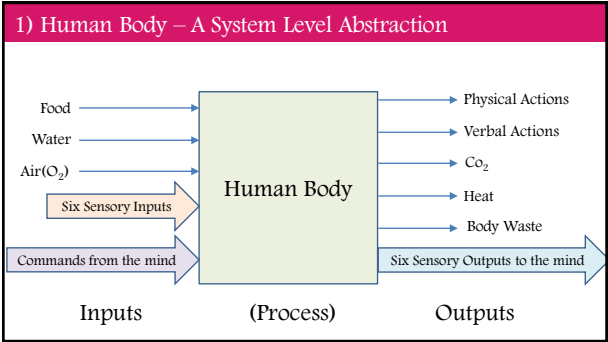 1) Human Body – A System Level Abstraction
Food
Water
Air(O₂)
Six Sensory Inputs
Commands from the mind
Human Body
Physical Actions
Verbal Actions
Co₂
Heat
Body Waste
Six Sensory Outputs to the mind
Inputs
(Process)
Outputs